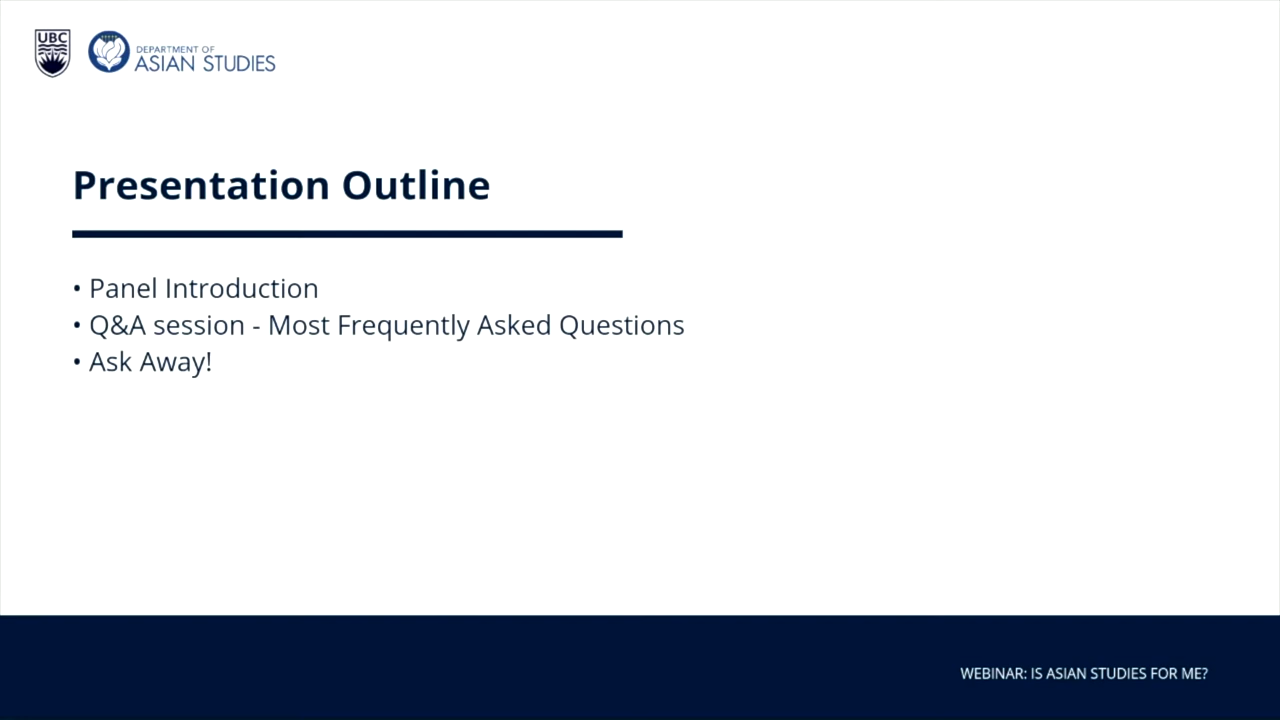 UBC
DEPARTMENT OF
ASIAN STUDIES
Presentation Outline
• Panel Introduction
• Q&A session - Most Frequently Asked Questions
• Ask Away!
WEBINAR: IS ASIAN STUDIES FOR ME?